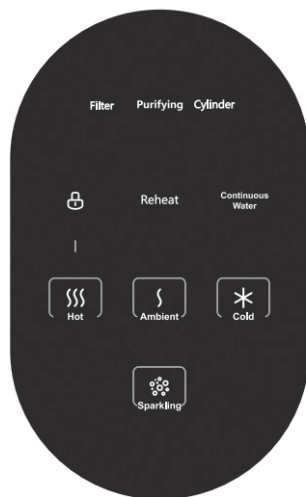 Filter Purifying Cylinder
Reheat
Continuous
Water
Hot Ambient Cold
Sparkling